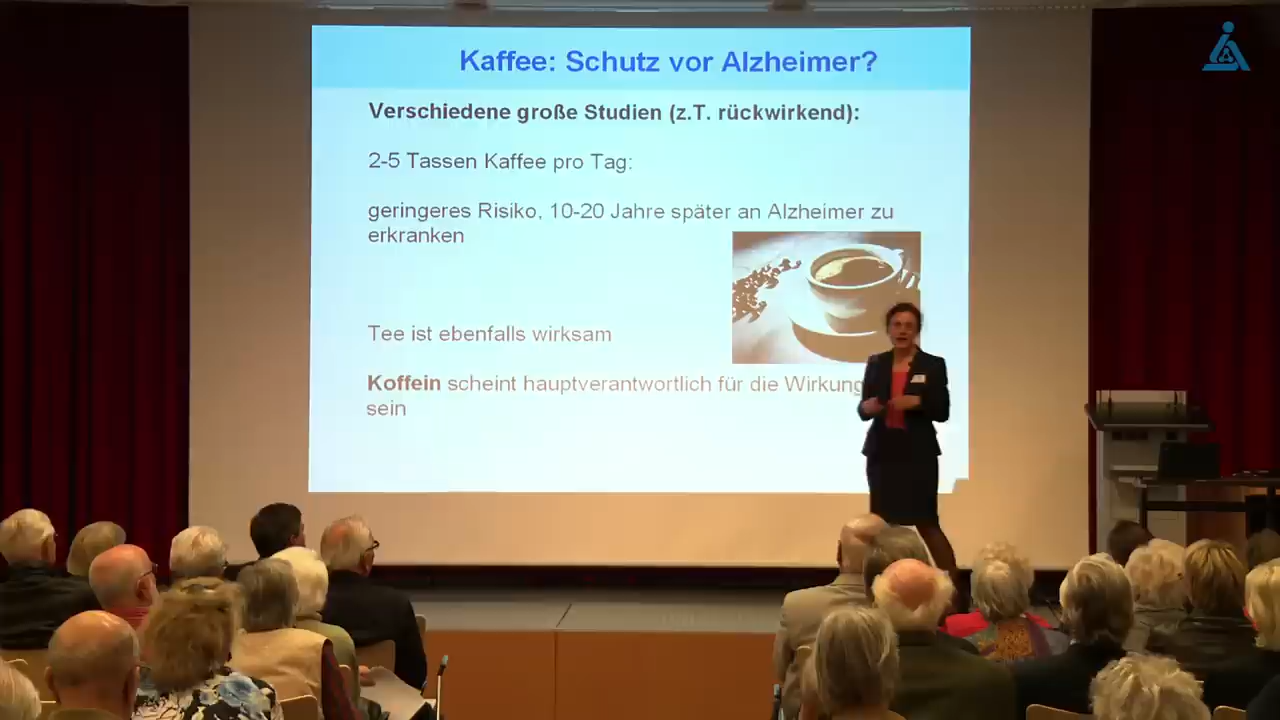 Kaffee: Schutz vor Alzheimer?
Verschiedene große Studien (z.T. rückwirkend):
2-5 Tassen Kaffee pro Tag:
geringeres Risiko, 10-20 Jahre später an Alzheimer zu
erkranken
Tee ist ebenfalls wirksam
Koffein scheint hauptverantwortlich für die Wirkung
sein